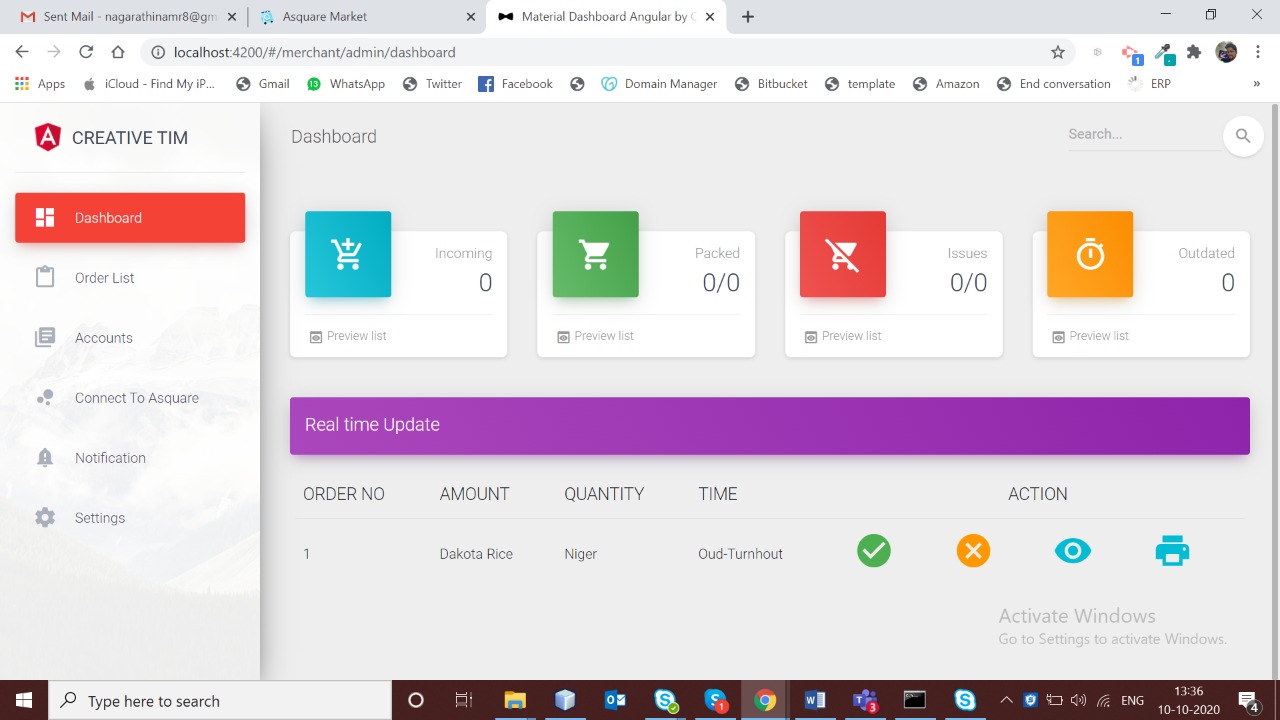 Sent Mail - nagarathinamr8@gm
Asquare Market
Material Dashboard Angular by C
localhost:4200/#/merchant/admin/dashboard
1
Apps
iCloud - Find My iP...
Gmail
13
WhatsApp
Twitter
Facebook
Domain Manager
Bitbucket
template
Amazon
End conversation
ERP
»
CREATIVE TIM
Dashboard
Search...
Dashboard
Order List
Accounts
Connect To Asquare
Notification
Settings
Incoming
0
Preview list
Packed
0/0
Preview list
Issues
0/0
Preview list
Outdated
0
Preview list
Real time Update
ORDER NO AMOUNT QUANTITY TIME ACTION
1 Dakota Rice Niger Oud-Turnhout
Activate Windows
Go to Settings to activate Windows.
Type here to search
1
3
ENG
13:36
10-10-2020
4